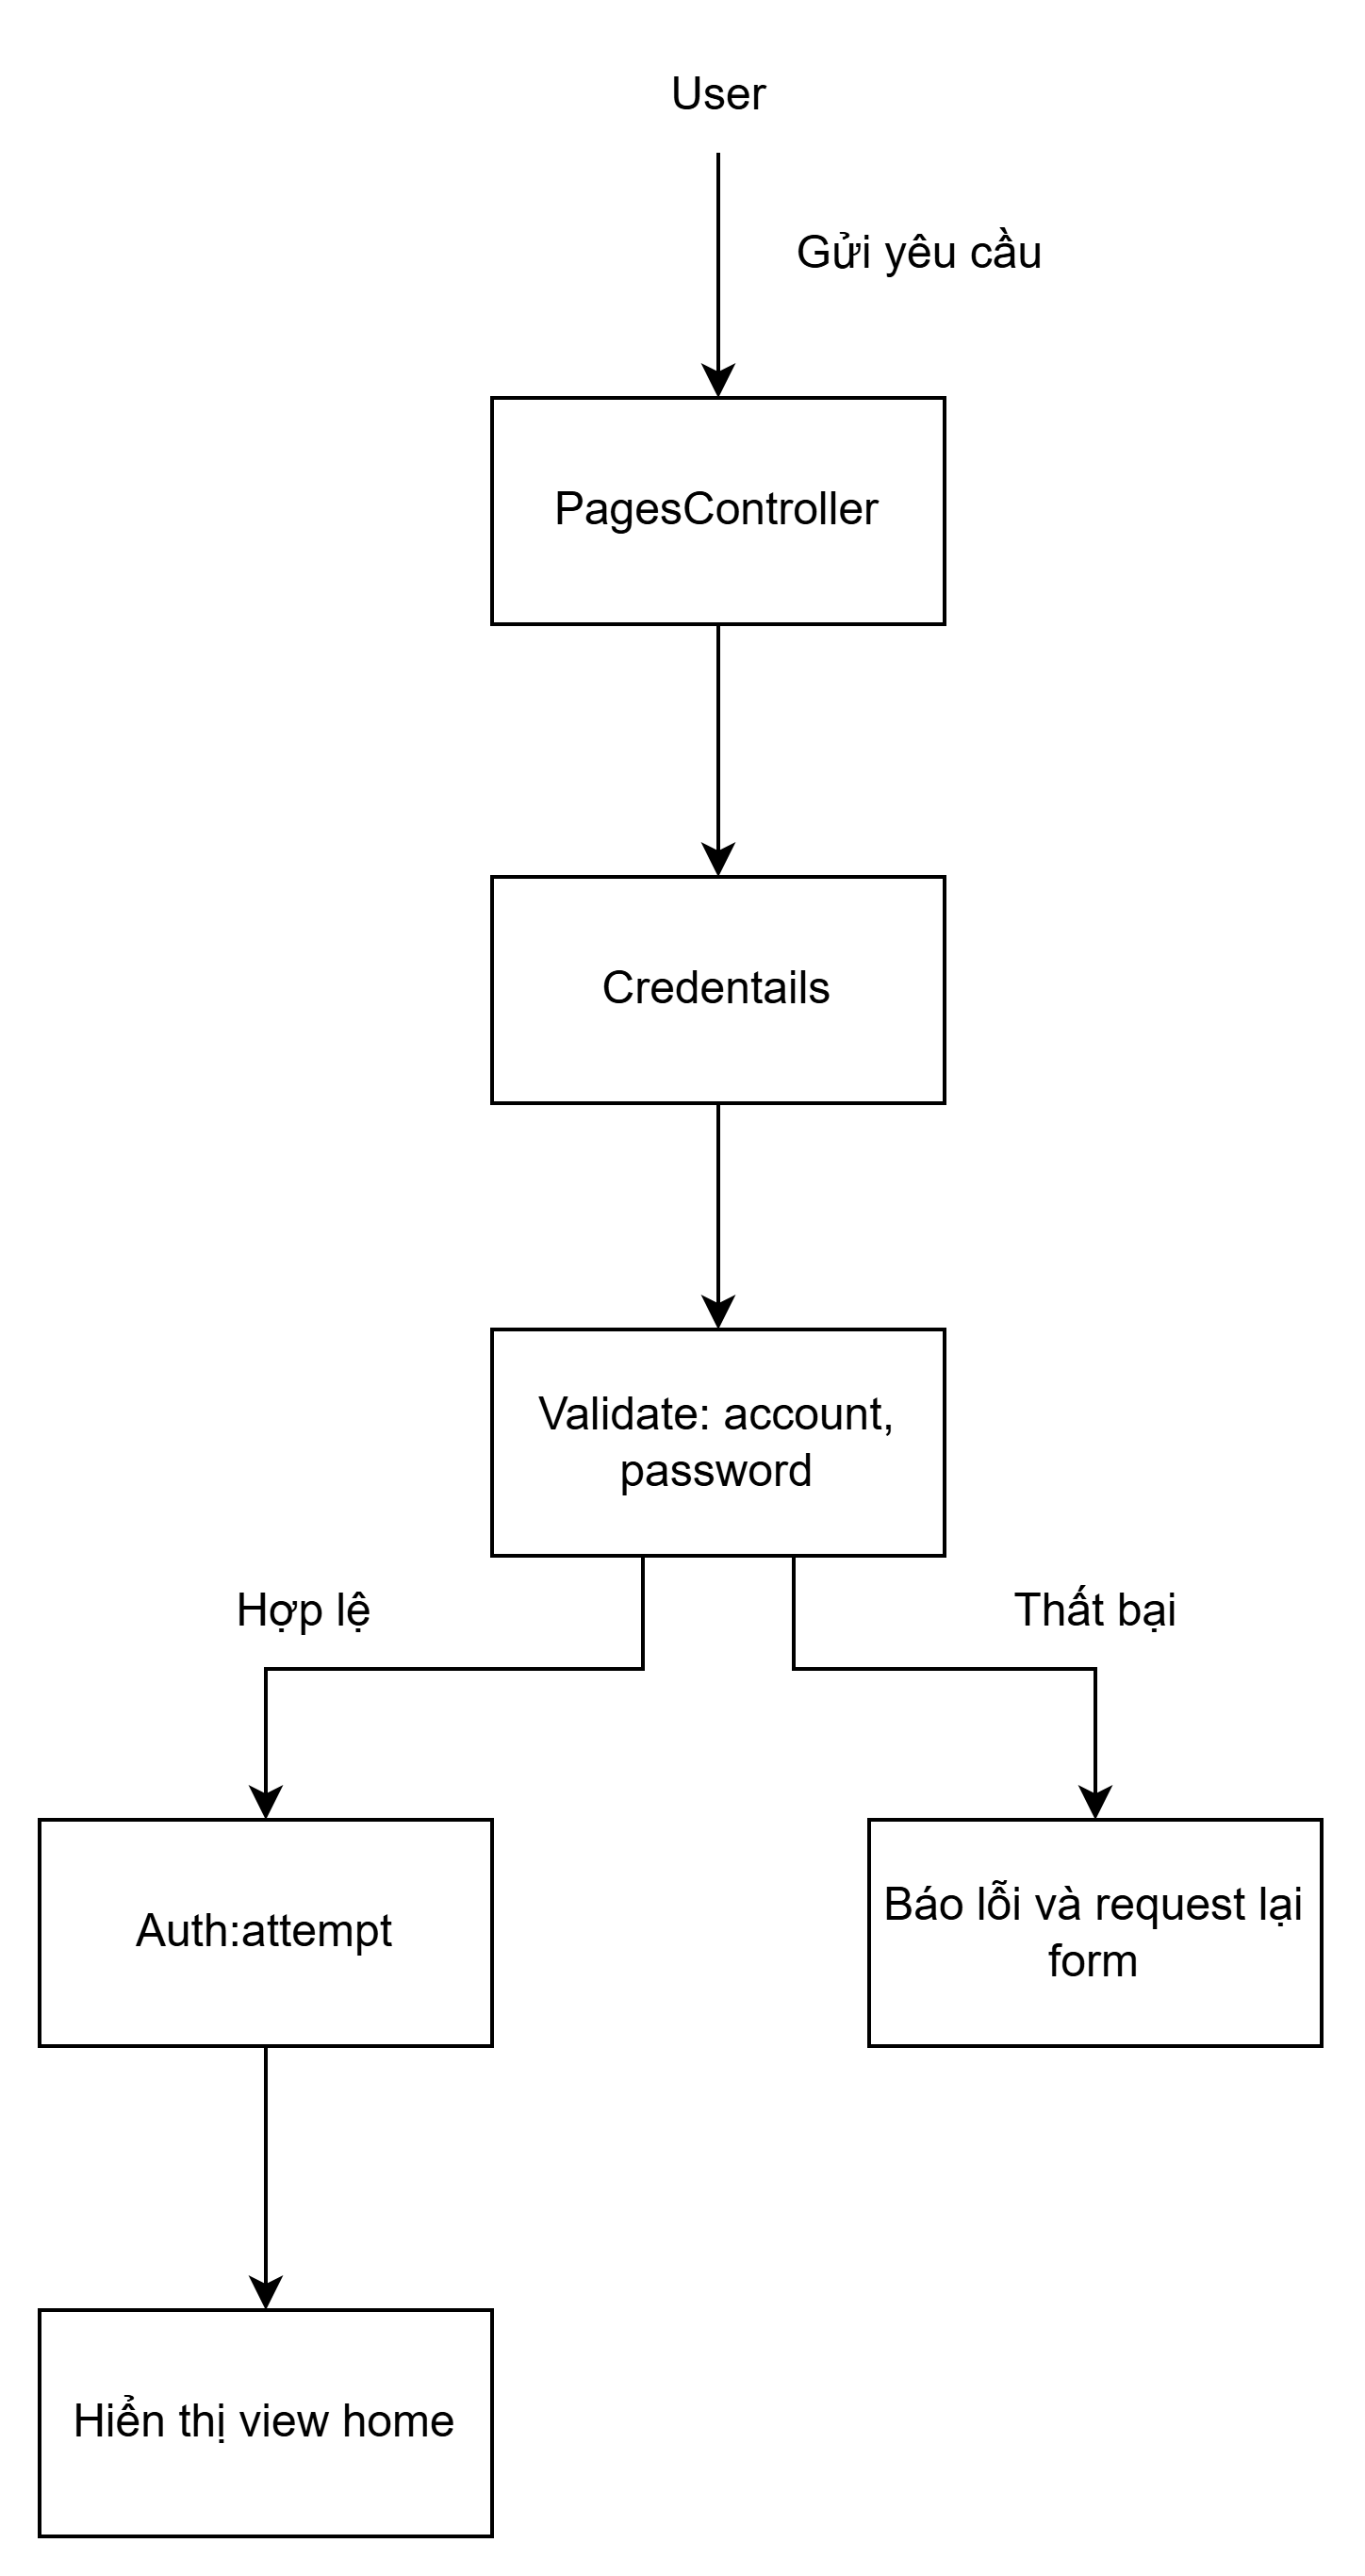 User
Gửi yêu cầu
PagesController
Credentails
Validate: account,
password
Hợp lệ
Thất bại
Auth:attempt
Báo lỗi và request lại
form
Hiển thị view home